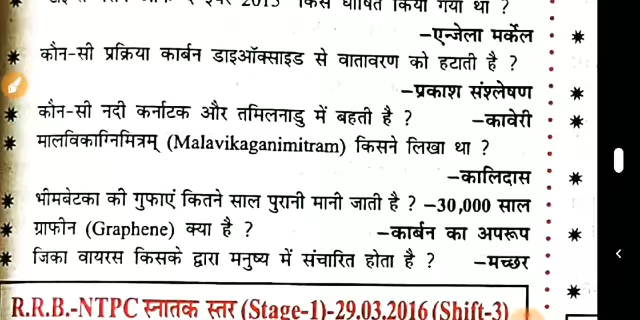 2015 किसे घोषित किया गया था ?
–एन्जेला मर्केल
* कौन-सी प्रक्रिया कार्बन डाइऑक्साइड से वातावरण को हटाती है ?
–प्रकाश संश्लेषण
* कौन-सी नदी कर्नाटक और तमिलनाडु में बहती है ? –कावेरी
* मालविकाग्निमित्रम् (Malavikaganimitram) किसने लिखा था ?
–कालिदास
* भीमबेटका की गुफाएं कितने साल पुरानी मानी जाती है ? –30,000 साल
* ग्राफीन (Graphene) क्या है ? –कार्बन का अपरूप
* जिका वायरस किसके द्वारा मनुष्य में संचारित होता है ? –मच्छर
R.R.B.-NTPC स्नातक स्तर (Stage-1)-29.03.2016 (Shift-3)